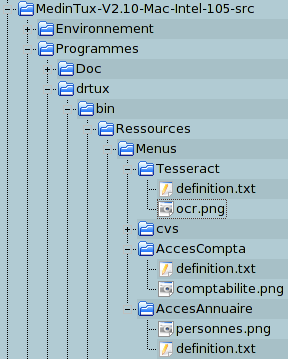 MedinTux-V2.10-Mac-Intel-105-src
Environnement
Programmes
Doc
drtux
bin
Ressources
Menus
Tesseract
definition.txt
ocr.png
cvs
AccesCompta
definition.txt
comptabilite.png
AccesAnnuaire
personnes.png
definition.txt